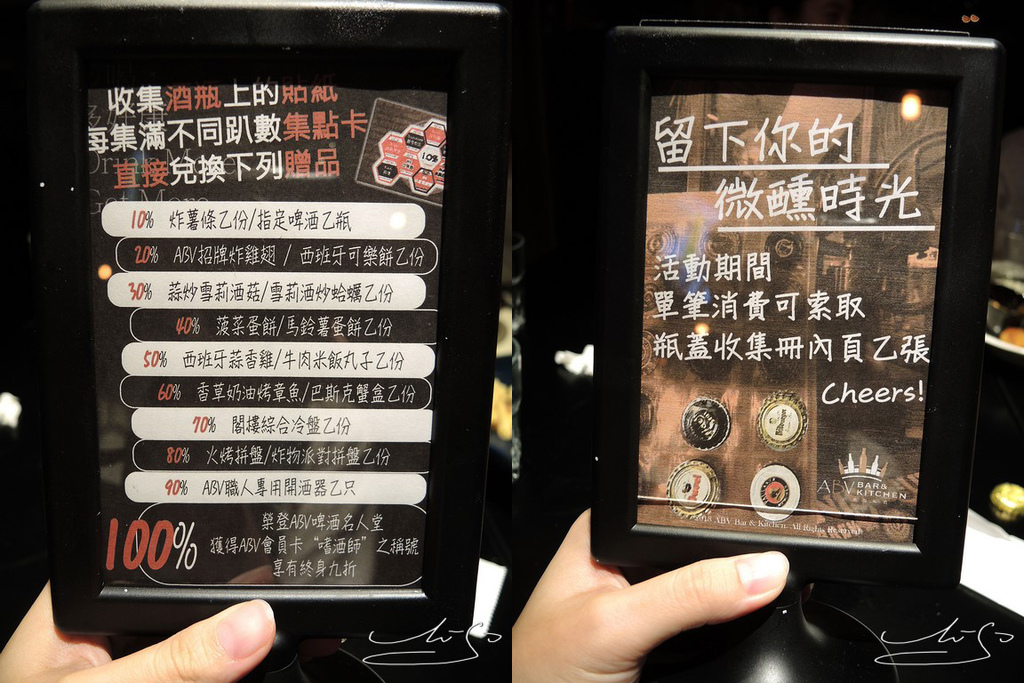 收集酒瓶上的貼紙
每集滿不同趴數集點卡
直接兌換下列贈品
10%
10% 炸薯條乙份/指定啤酒乙瓶
20% ABV招牌炸雞翅 / 西班牙可樂餅乙份
30% 蒜炒雪莉酒菇/雪莉酒炒蛤蠣乙份
40% 菠菜蛋餅/馬鈴薯蛋餅乙份
50% 西班牙蒜香雞/牛肉米飯丸子乙份
60% 香草奶油烤章魚/巴斯克蟹盒乙份
70% 閣樓綜合冷盤乙份
80% 火烤拼盤/炸物派對拼盤乙份
90% ABV職人專用開酒器乙只
100%
榮登ABV啤酒名人堂
獲得ABV會員卡“嗜酒師”之稱號
享有終身九折
留下你的
微醺時光
活動期間
單筆消費可索取
瓶蓋收集冊內頁乙張
Cheers!
ABV BAR&
KITCHEN
ABV Bar & Kitchen. All Rights Reserved